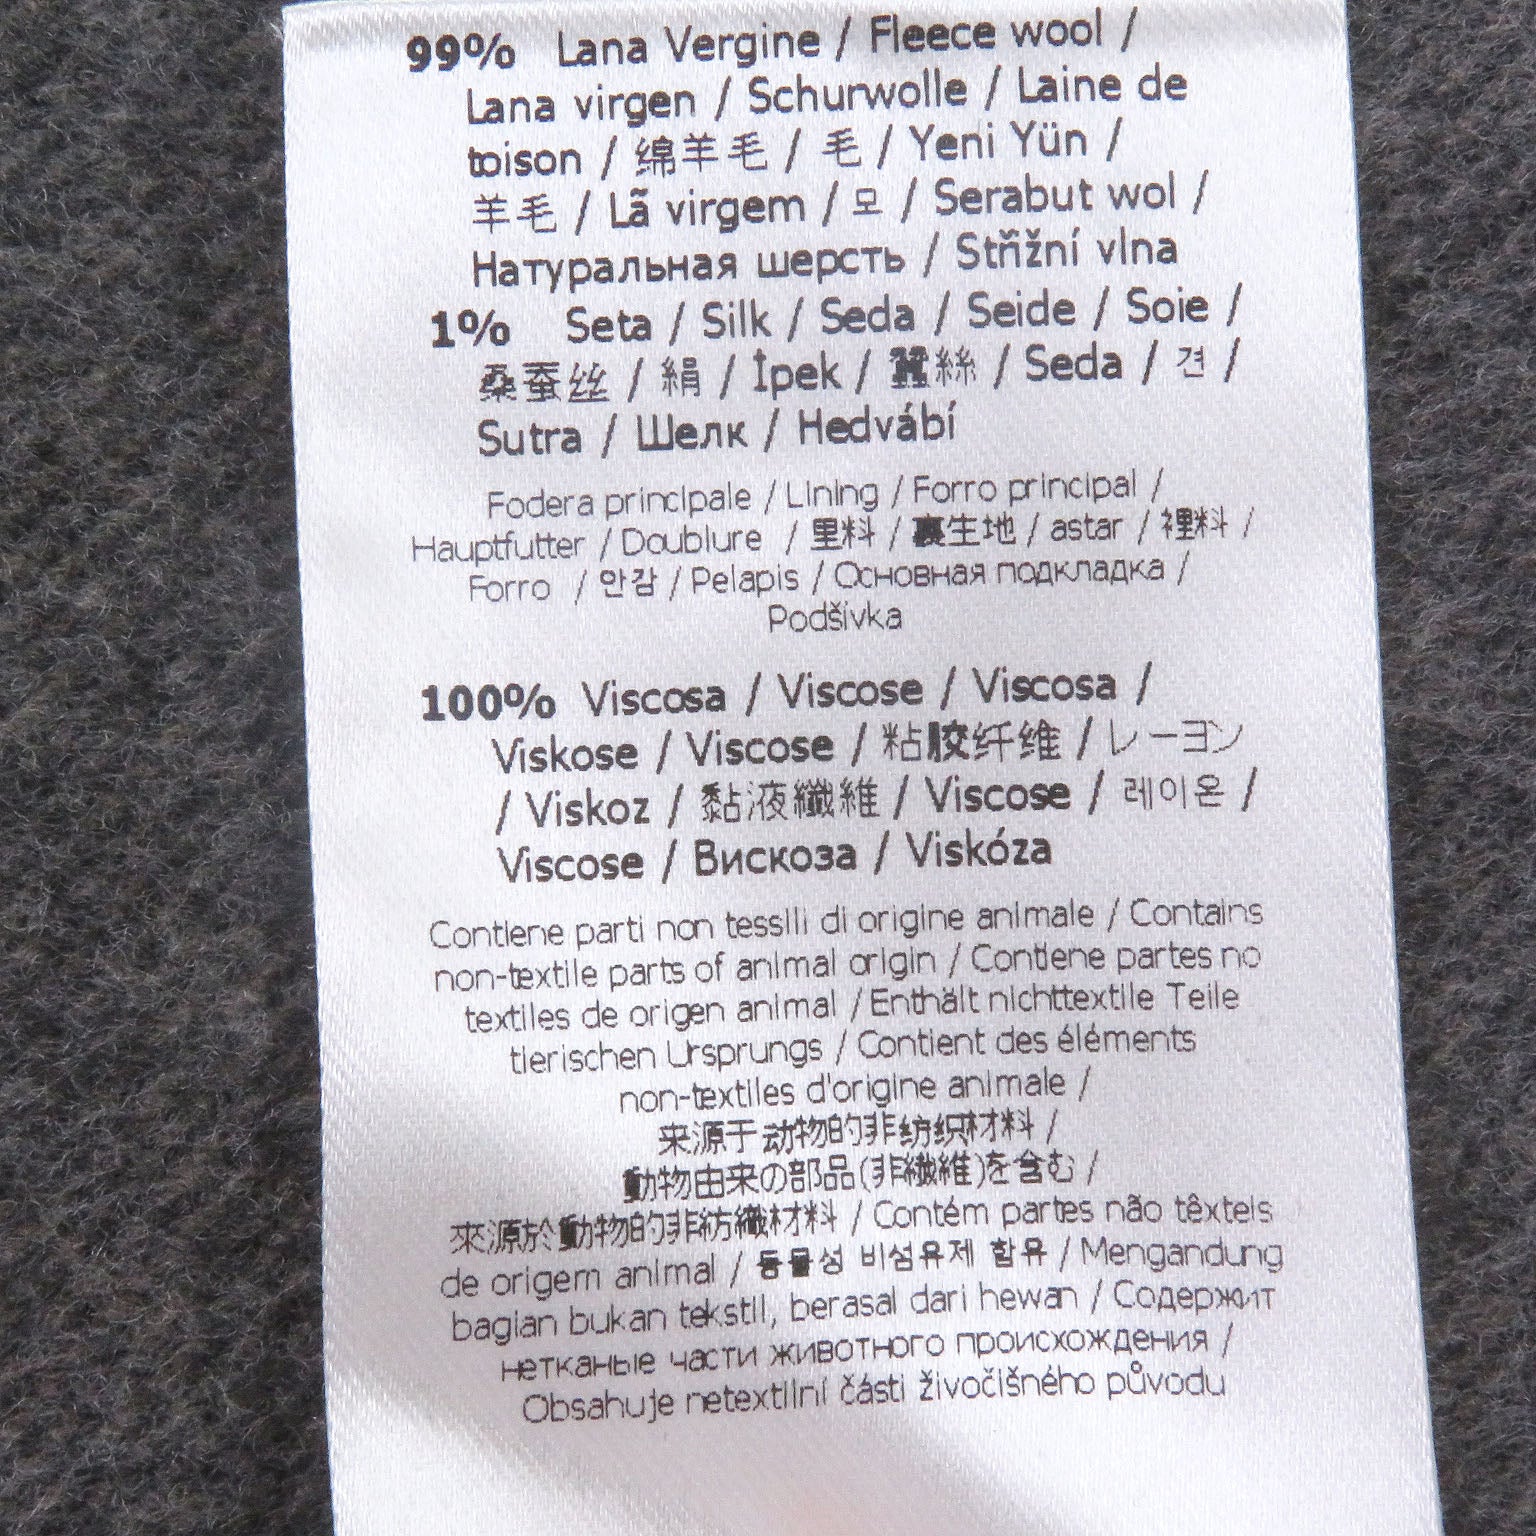 99% Lana Vergine / Fleece wool /
Lana virgen / Schurwolle / Laine de
toison / 绵羊毛 / 毛 / Yeni Yün /
羊毛 / Lã virgem / 모 / Serabut wol /
Натуральная шерсть / Střižní vlna
1% Seta / Silk / Seda / Seide / Soie /
桑蚕丝 / 絹 / İpek / 蠶絲 / Seda / 견 /
Sutra / Шелк / Hedvábí
Fodera principale / Lining / Forro principal /
Hauptfutter / Doublure / 里料 / 裏生地 / astar / 裡料 /
Forro / 안감 / Pelapis / Основная подкладка /
Podšívka
100% Viscosa / Viscose / Viscosa /
Viskose / Viscose / 粘胶纤维 / レーヨン
/ Viskoz / 黏液纖維 / Viscose / 레이온 /
Viscose / Вискоза / Viskóza
Contiene parti non tessili di origine animale / Contains
non-textile parts of animal origin / Contiene partes no
textiles de origen animal / Enthält nichttextile Teile
tierischen Ursprungs / Contient des éléments
non-textiles d'origine animale /
来源于动物的非纺织材料 /
動物由来の部品(非繊維)を含む /
來源於動物的非紡織材料 / Contém partes não têxteis
de origem animal / 동물성 비섬유제 함유 / Mengandung
bagian bukan tekstil, berasal dari hewan / Содержит
нетканые части животного происхождения /
Obsahuje netextilní části živočišného původu